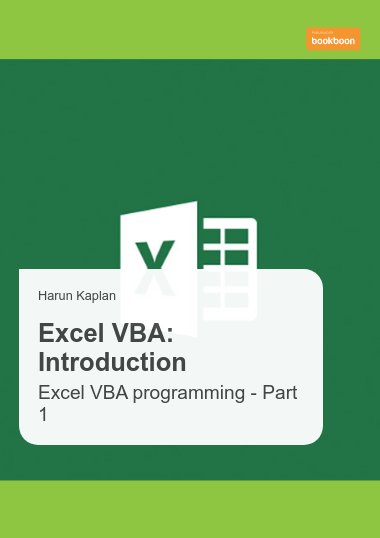 bookboon
Harun Kaplan
Excel VBA:
Introduction
Excel VBA programming - Part
1